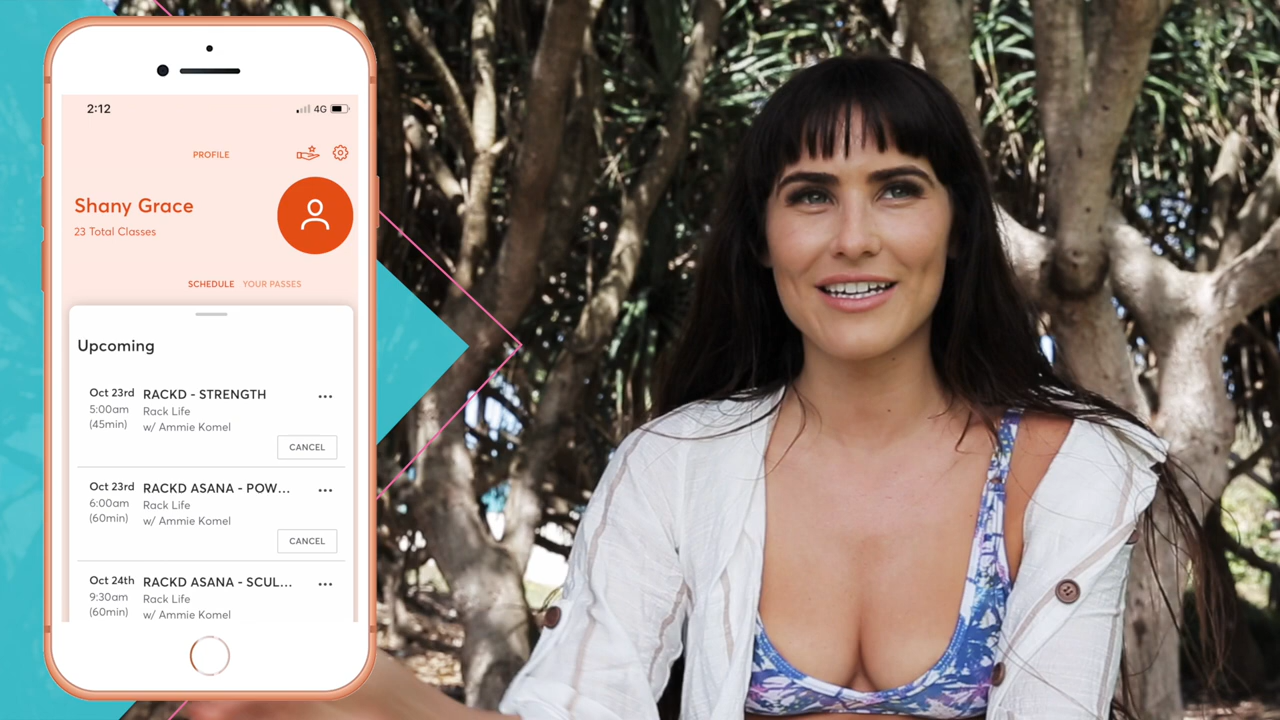 2:12
4G
PROFILE
Shany Grace
23 Total Classes
SCHEDULE YOUR PASSES
Upcoming
Oct 23rd RACKD - STRENGTH
5:00am Rack Life
(45min) w/ Ammie Komel
CANCEL
Oct 23rd RACKD ASANA - POW...
6:00am Rack Life
(60min) w/ Ammie Komel
CANCEL
Oct 24th RACKD ASANA - SCUL...
9:30am Rack Life
(60min) w/ Ammie Komel